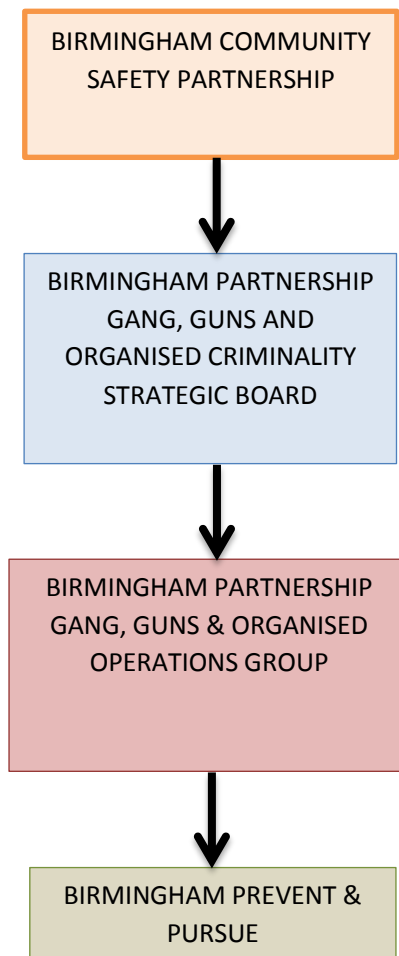 BIRMINGHAM COMMUNITY
SAFETY PARTNERSHIP
BIRMINGHAM PARTNERSHIP
GANG, GUNS AND
ORGANISED CRIMINALITY
STRATEGIC BOARD
BIRMINGHAM PARTNERSHIP
GANG, GUNS & ORGANISED
OPERATIONS GROUP
BIRMINGHAM PREVENT &
PURSUE